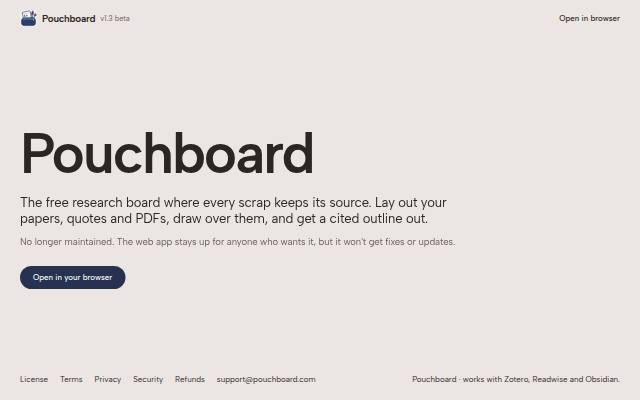 Pouchboard v1.3 beta
Open in browser
Pouchboard
The free research board where every scrap keeps its source. Lay out your
papers, quotes and PDFs, draw over them, and get a cited outline out.
No longer maintained. The web app stays up for anyone who wants it, but it won't get fixes or updates.
Open in your browser
License Terms Privacy Security Refunds support@pouchboard.com
Pouchboard · works with Zotero, Readwise and Obsidian.